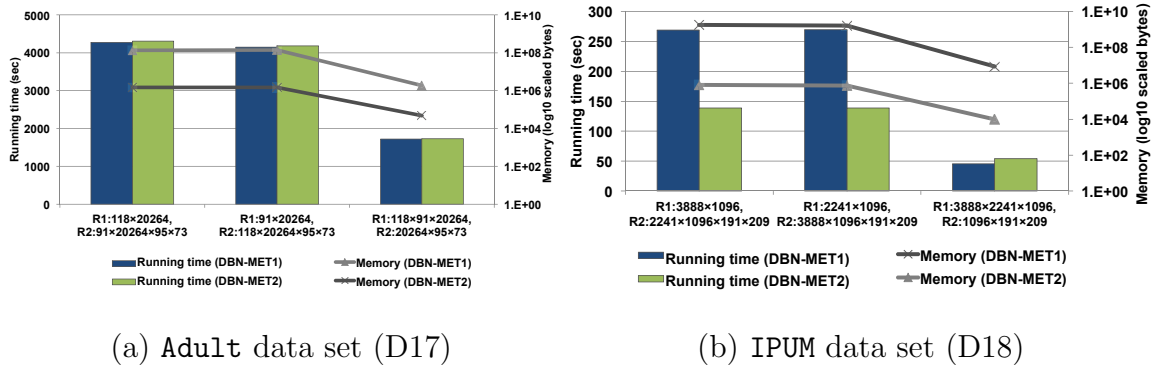 5000
4000
3000
2000
1000
0
Running time (sec)
1.E+10
1.E+08
1.E+06
1.E+04
1.E+02
1.E+00
Memory (log10 scaled bytes)
R1:118×20264,
R2:91×20264×95×73
R1:91×20264,
R2:118×20264×95×73
R1:118×91×20264,
R2:20264×95×73
Running time (DBN-MET1)
Memory (DBN-MET1)
Running time (DBN-MET2)
Memory (DBN-MET2)
(a) Adult data set (D17)
300
250
200
150
100
50
0
Running time (sec)
1.E+10
1.E+08
1.E+06
1.E+04
1.E+02
1.E+00
Memory (log10 scaled bytes)
R1:3888×1096,
R2:2241×1096×191×209
R1:2241×1096,
R2:3888×1096×191×209
R1:3888×2241×1096,
R2:1096×191×209
Running time (DBN-MET1)
Memory (DBN-MET1)
Running time (DBN-MET2)
Memory (DBN-MET2)
(b) IPUM data set (D18)